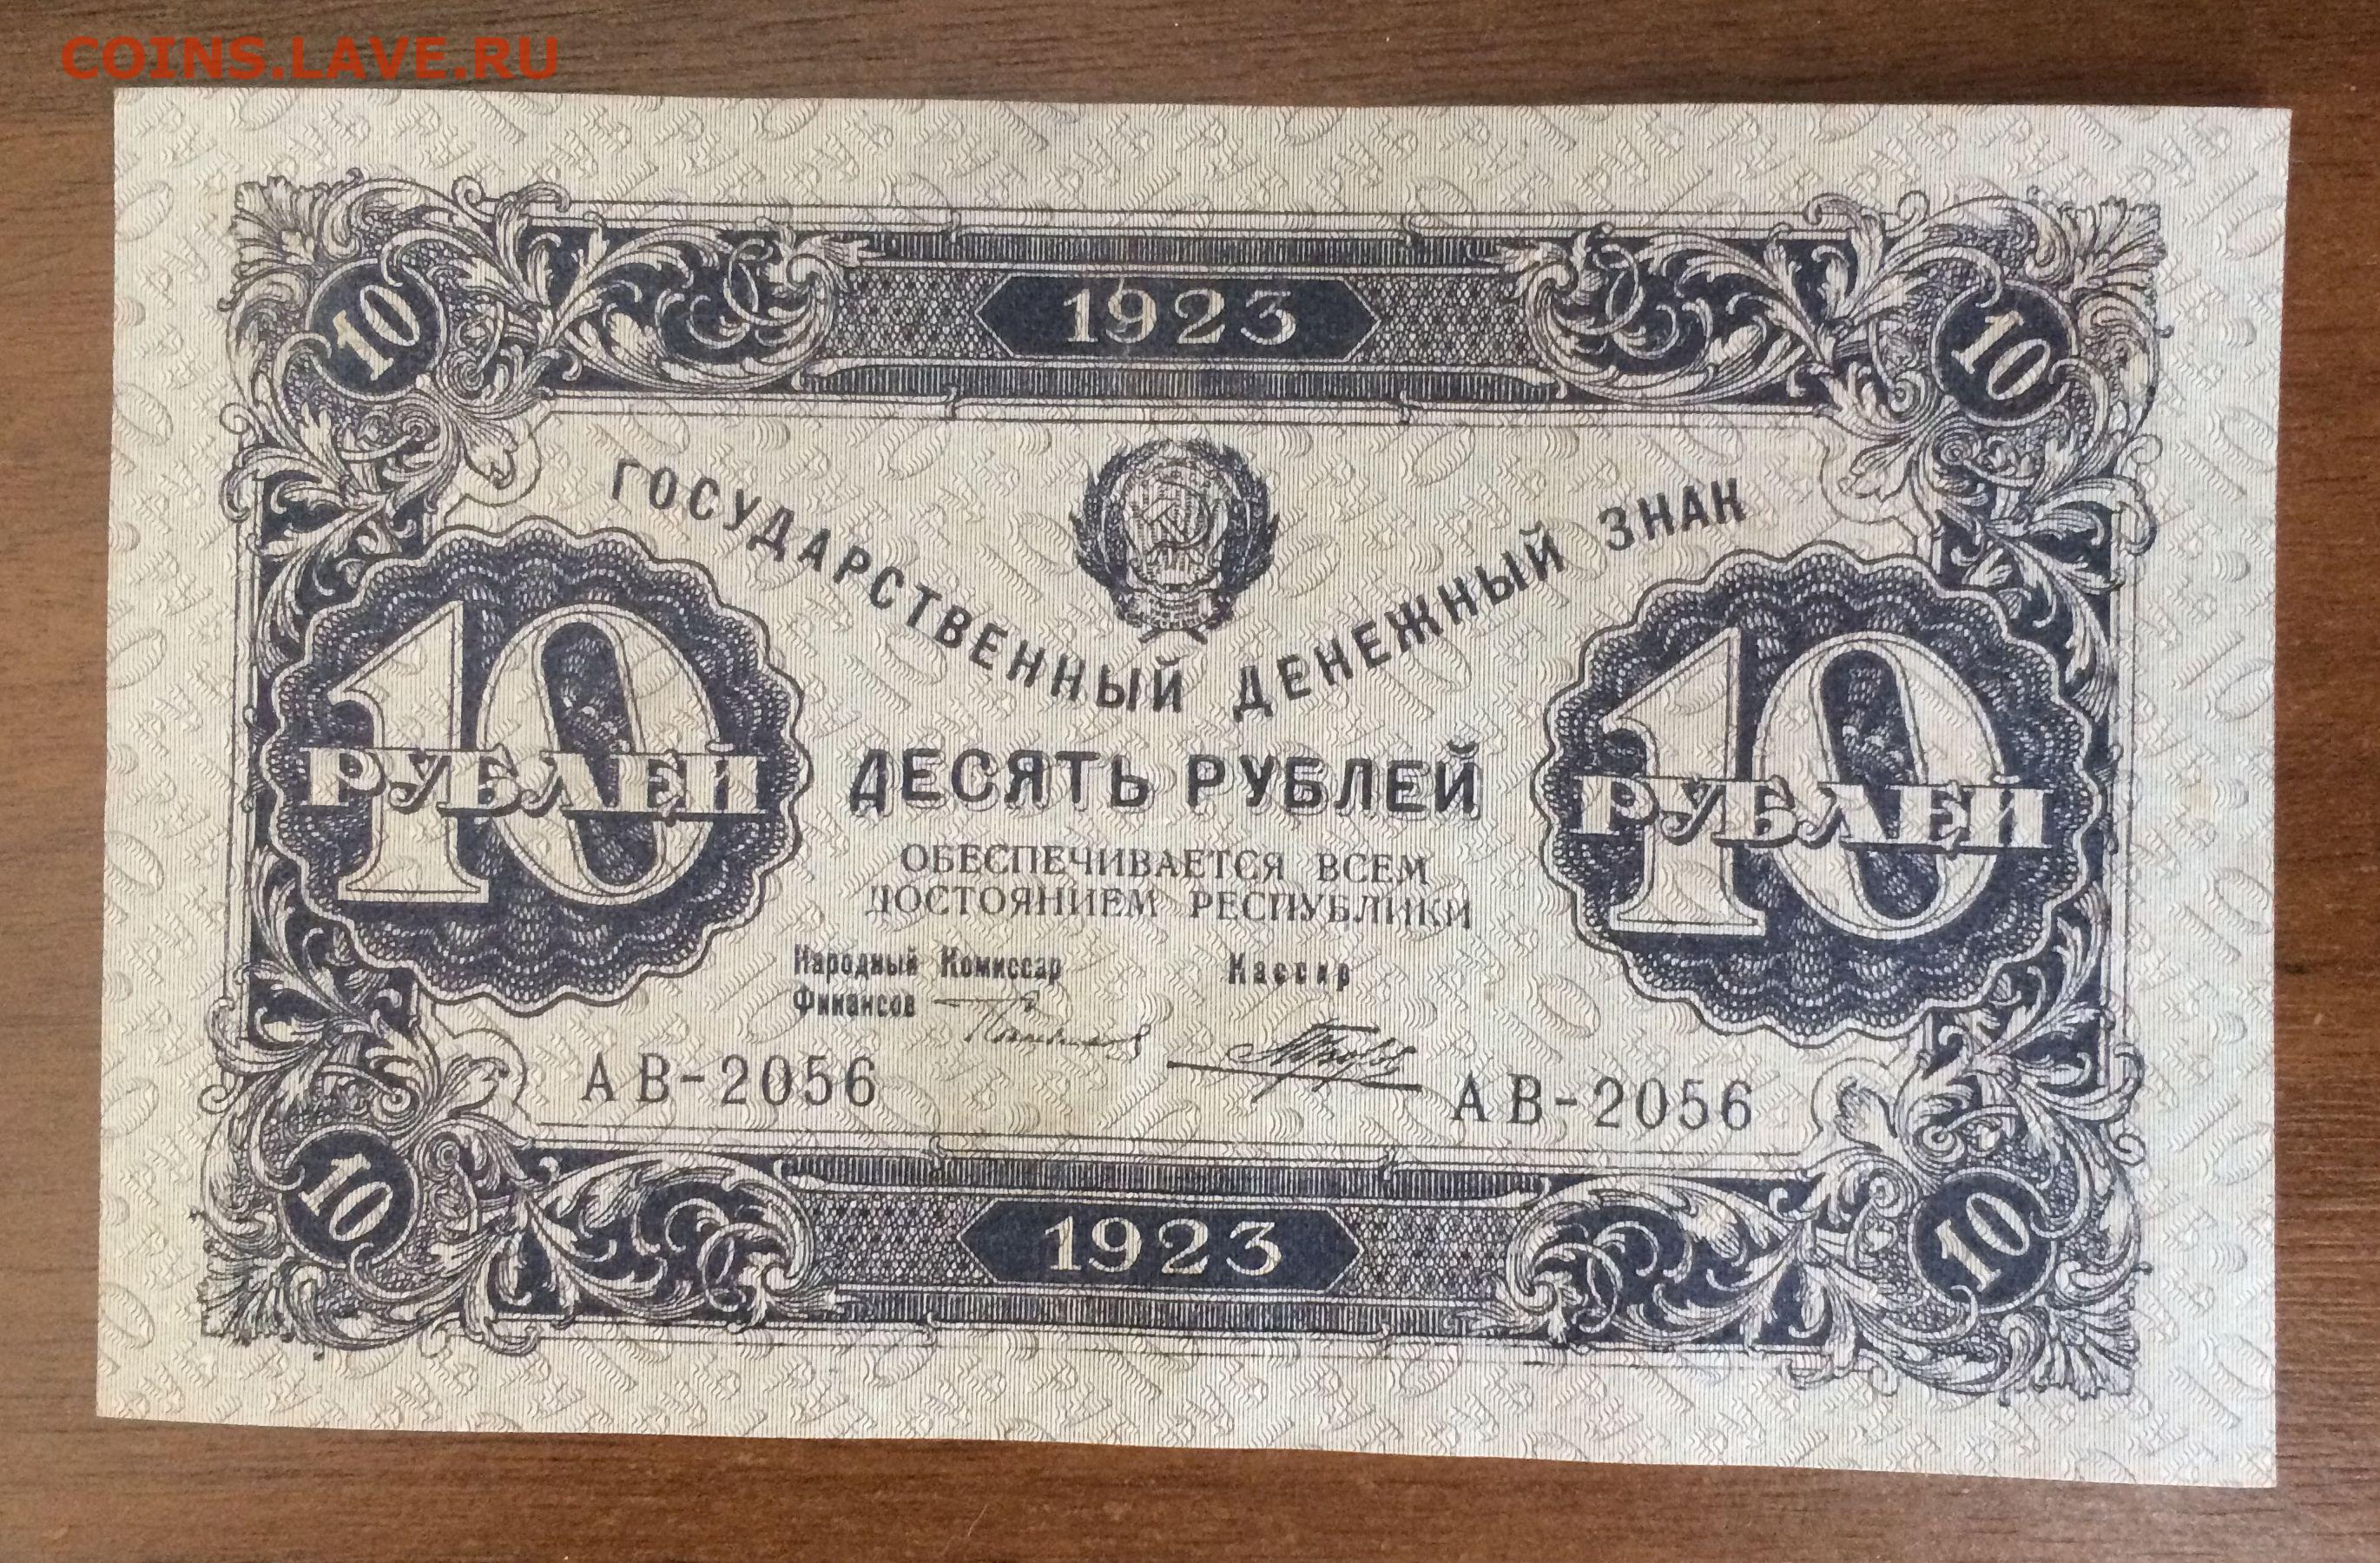 COINS.LAVE.RU
1923
10 10
ГОСУДАРСТВЕННЫЙ ДЕНЕЖНЫЙ ЗНАК
10 РУБЛЕЙ
ДЕСЯТЬ РУБЛЕЙ
10 РУБЛЕЙ
ОБЕСПЕЧИВАЕТСЯ ВСЕМ
ДОСТОЯНИЕМ РЕСПУБЛИКИ
Народный Комиссар
Финансов
Кассир
АВ-2056 АВ-2056
10 10
1923